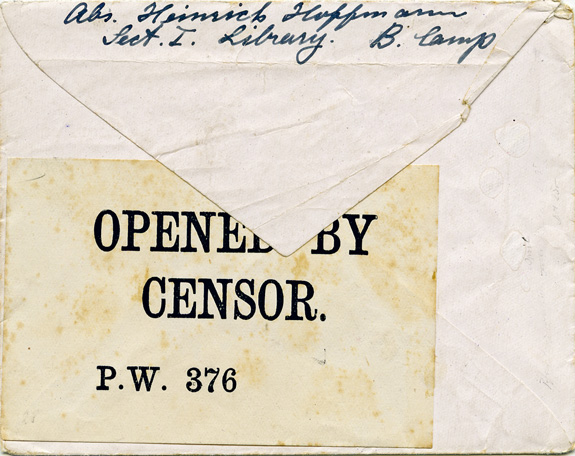 Abs. Heinrich Hoffmann
Sect. I. Library. B. Camp
OPENED BY
CENSOR.
P.W. 376